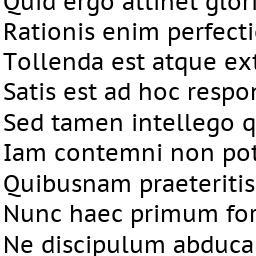 Quid ergo attinet glori
Rationis enim perfecti
Tollenda est atque ext
Satis est ad hoc respon
Sed tamen intellego q
Iam contemni non pot
Quibusnam praeteritis
Nunc haec primum for
Ne discipulum abduca